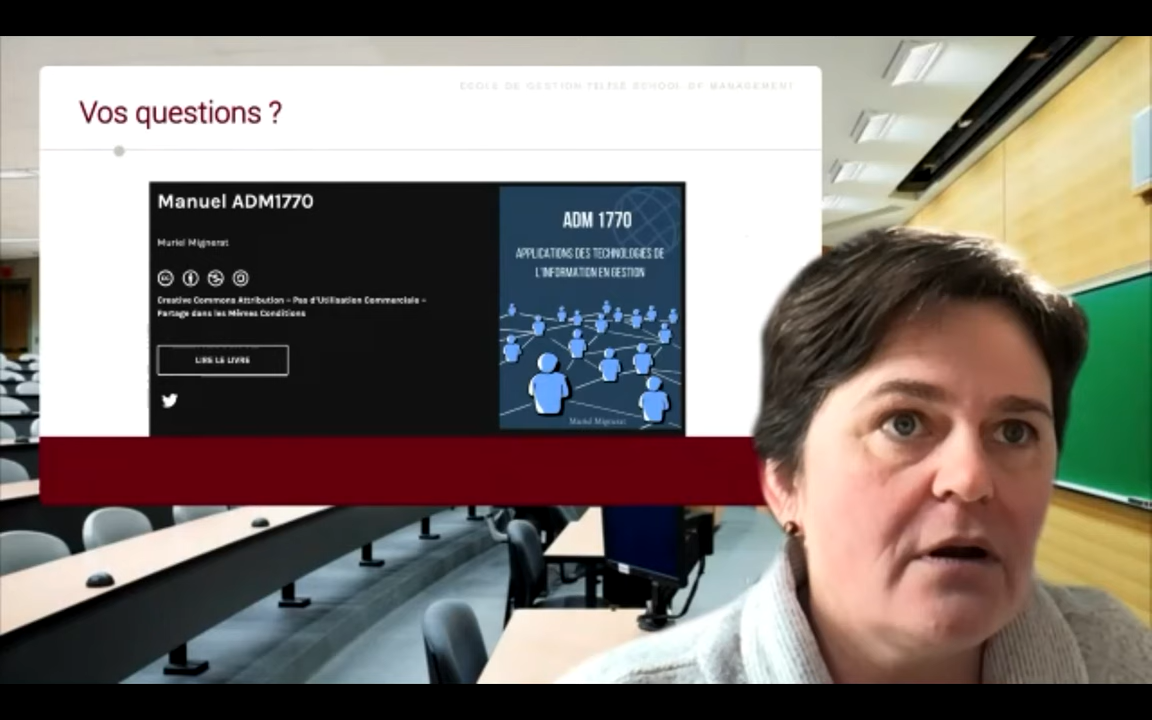 ÉCOLE DE GESTION TELFER SCHOOL OF MANAGEMENT
Vos questions ?
Manuel ADM1770
Muriel Mignerat
Creative Commons Attribution – Pas d'Utilisation Commerciale –
Partage dans les Mêmes Conditions
LIRE LE LIVRE
ADM 1770
APPLICATIONS DES TECHNOLOGIES DE
L'INFORMATION EN GESTION
Muriel Mignerat